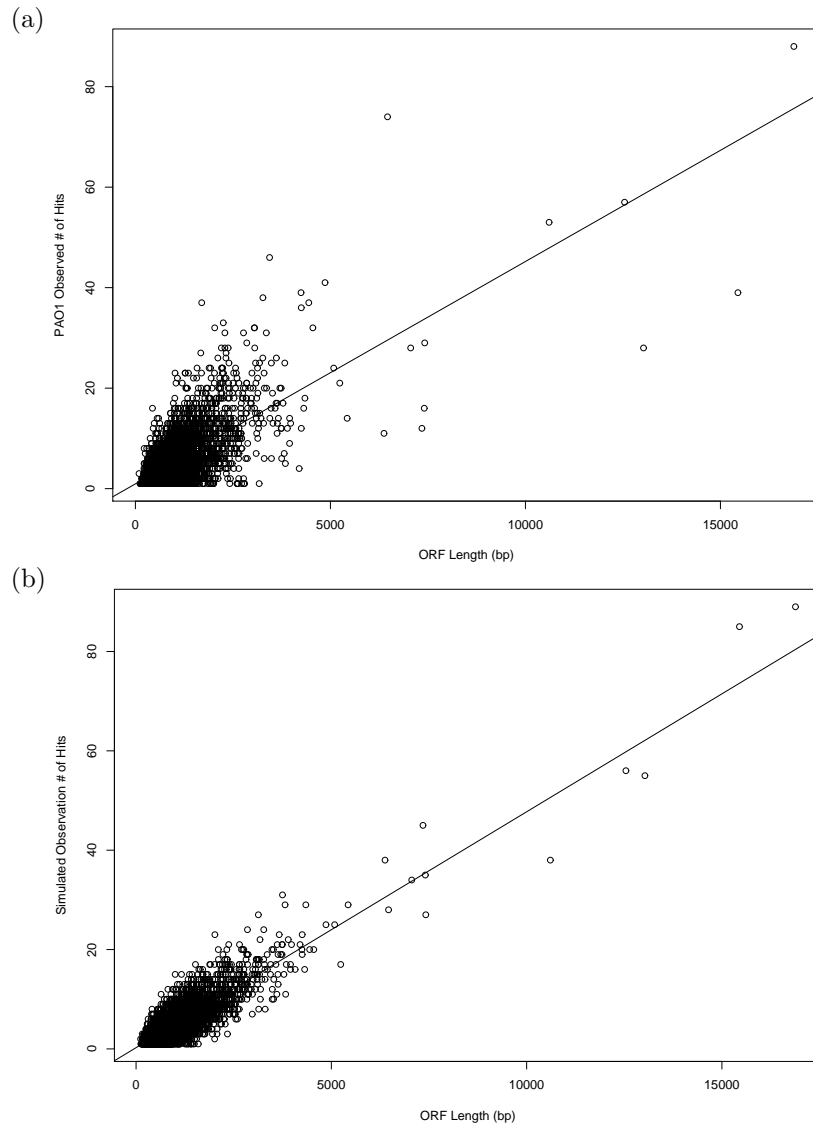 (a)
80
60
40
20
0
PAO1 Observed # of Hits
0 5000 10000 15000
ORF Length (bp)
(b)
80
60
40
20
0
Simulated Observation # of Hits
0 5000 10000 15000
ORF Length (bp)